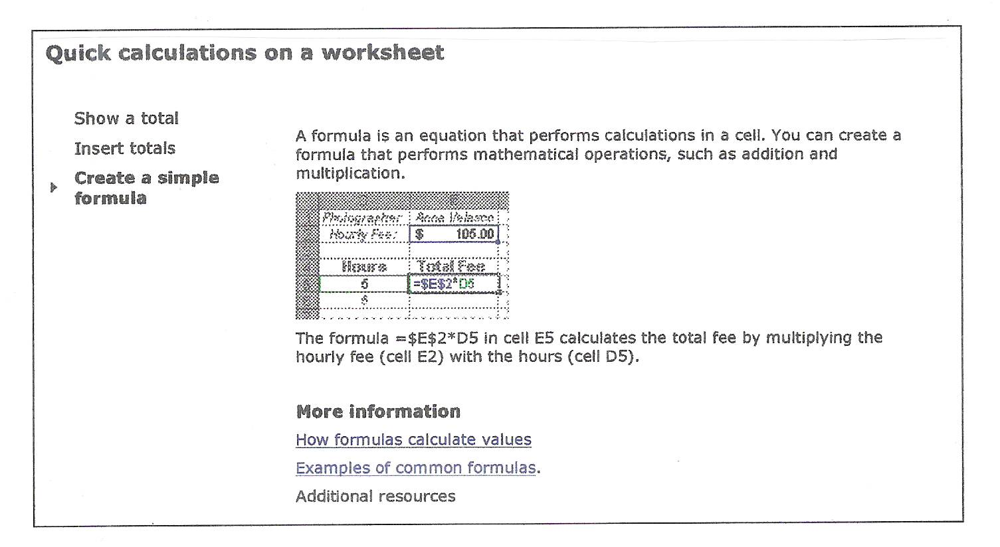 Quick calculations on a worksheet
Show a total
Insert totals
Create a simple
formula
A formula is an equation that performs calculations in a cell. You can create a
formula that performs mathematical operations, such as addition and
multiplication.
D E
1 Photographer Anna Velasco
2 Hourly Fee: $ 105.00
4 Hours Total Fee
5 5 =$E$2*D5
The formula =$E$2*D5 in cell E5 calculates the total fee by multiplying the
hourly fee (cell E2) with the hours (cell D5).
More information
How formulas calculate values
Examples of common formulas.
Additional resources